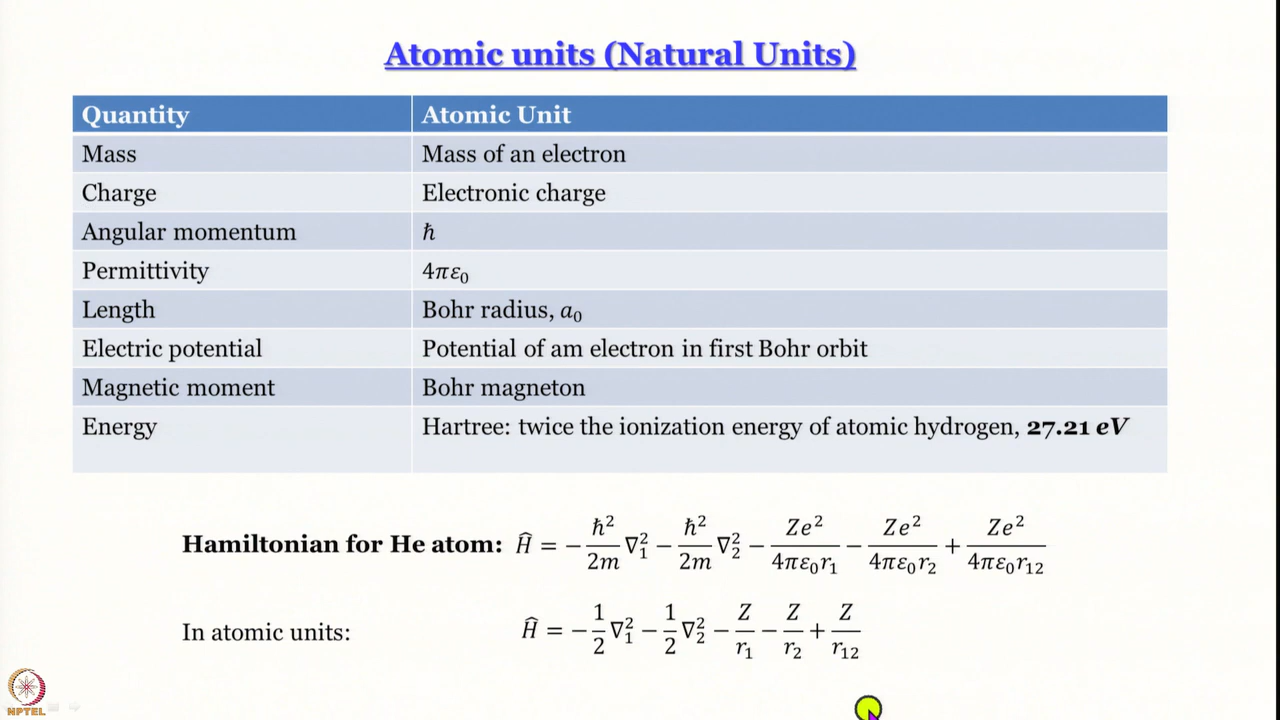 Atomic units (Natural Units)
Quantity Atomic Unit
Mass Mass of an electron
Charge Electronic charge
Angular momentum ℏ
Permittivity 4πε₀
Length Bohr radius, a₀
Electric potential Potential of am electron in first Bohr orbit
Magnetic moment Bohr magneton
Energy Hartree: twice the ionization energy of atomic hydrogen, 27.21 eV
Hamiltonian for He atom: Ĥ = −ℏ²/2m ∇₁² − ℏ²/2m ∇₂² − Ze²/4πε₀r₁ − Ze²/4πε₀r₂ + Ze²/4πε₀r₁₂
In atomic units: Ĥ = −1/2 ∇₁² − 1/2 ∇₂² − Z/r₁ − Z/r₂ + Z/r₁₂
NPTEL